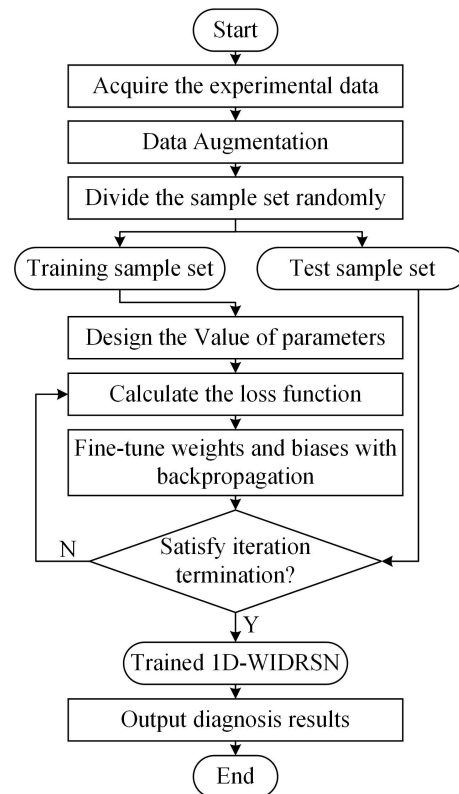 Start
Acquire the experimental data
Data Augmentation
Divide the sample set randomly
Training sample set
Test sample set
Design the Value of parameters
Calculate the loss function
Fine-tune weights and biases with
backpropagation
Satisfy iteration
termination?
N
Y
Trained 1D-WIDRSN
Output diagnosis results
End